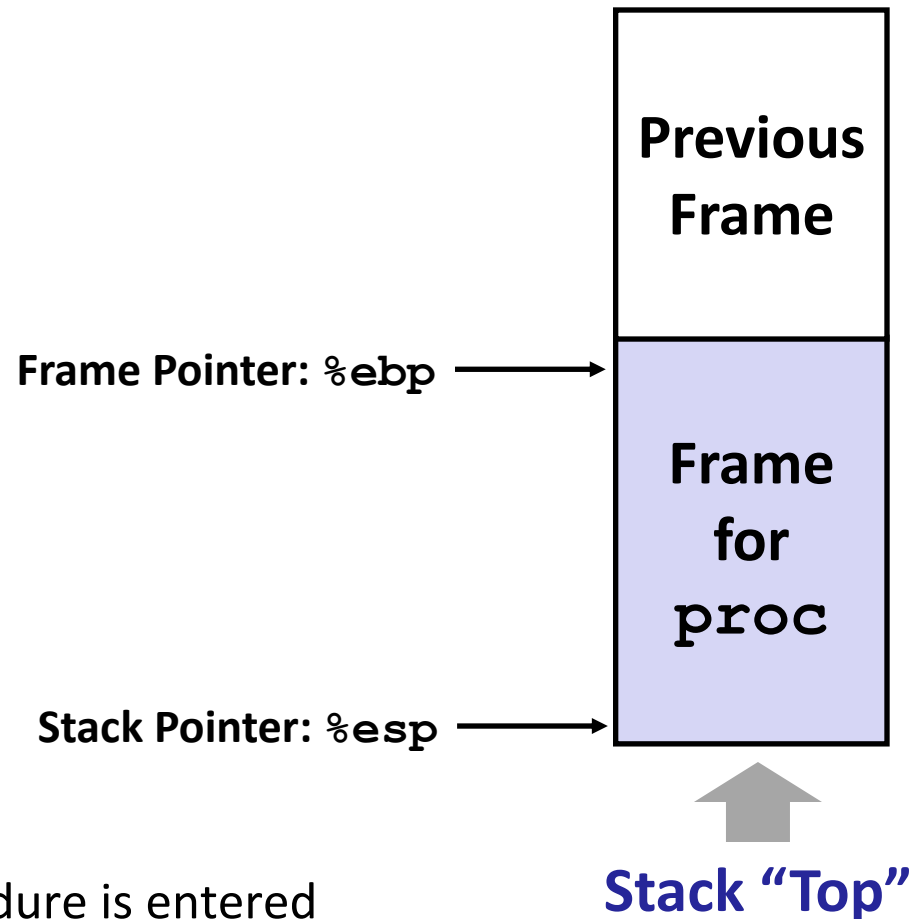 Previous
Frame
Frame Pointer: %ebp
Frame
for
proc
Stack Pointer: %esp
Stack “Top”
dure is entered